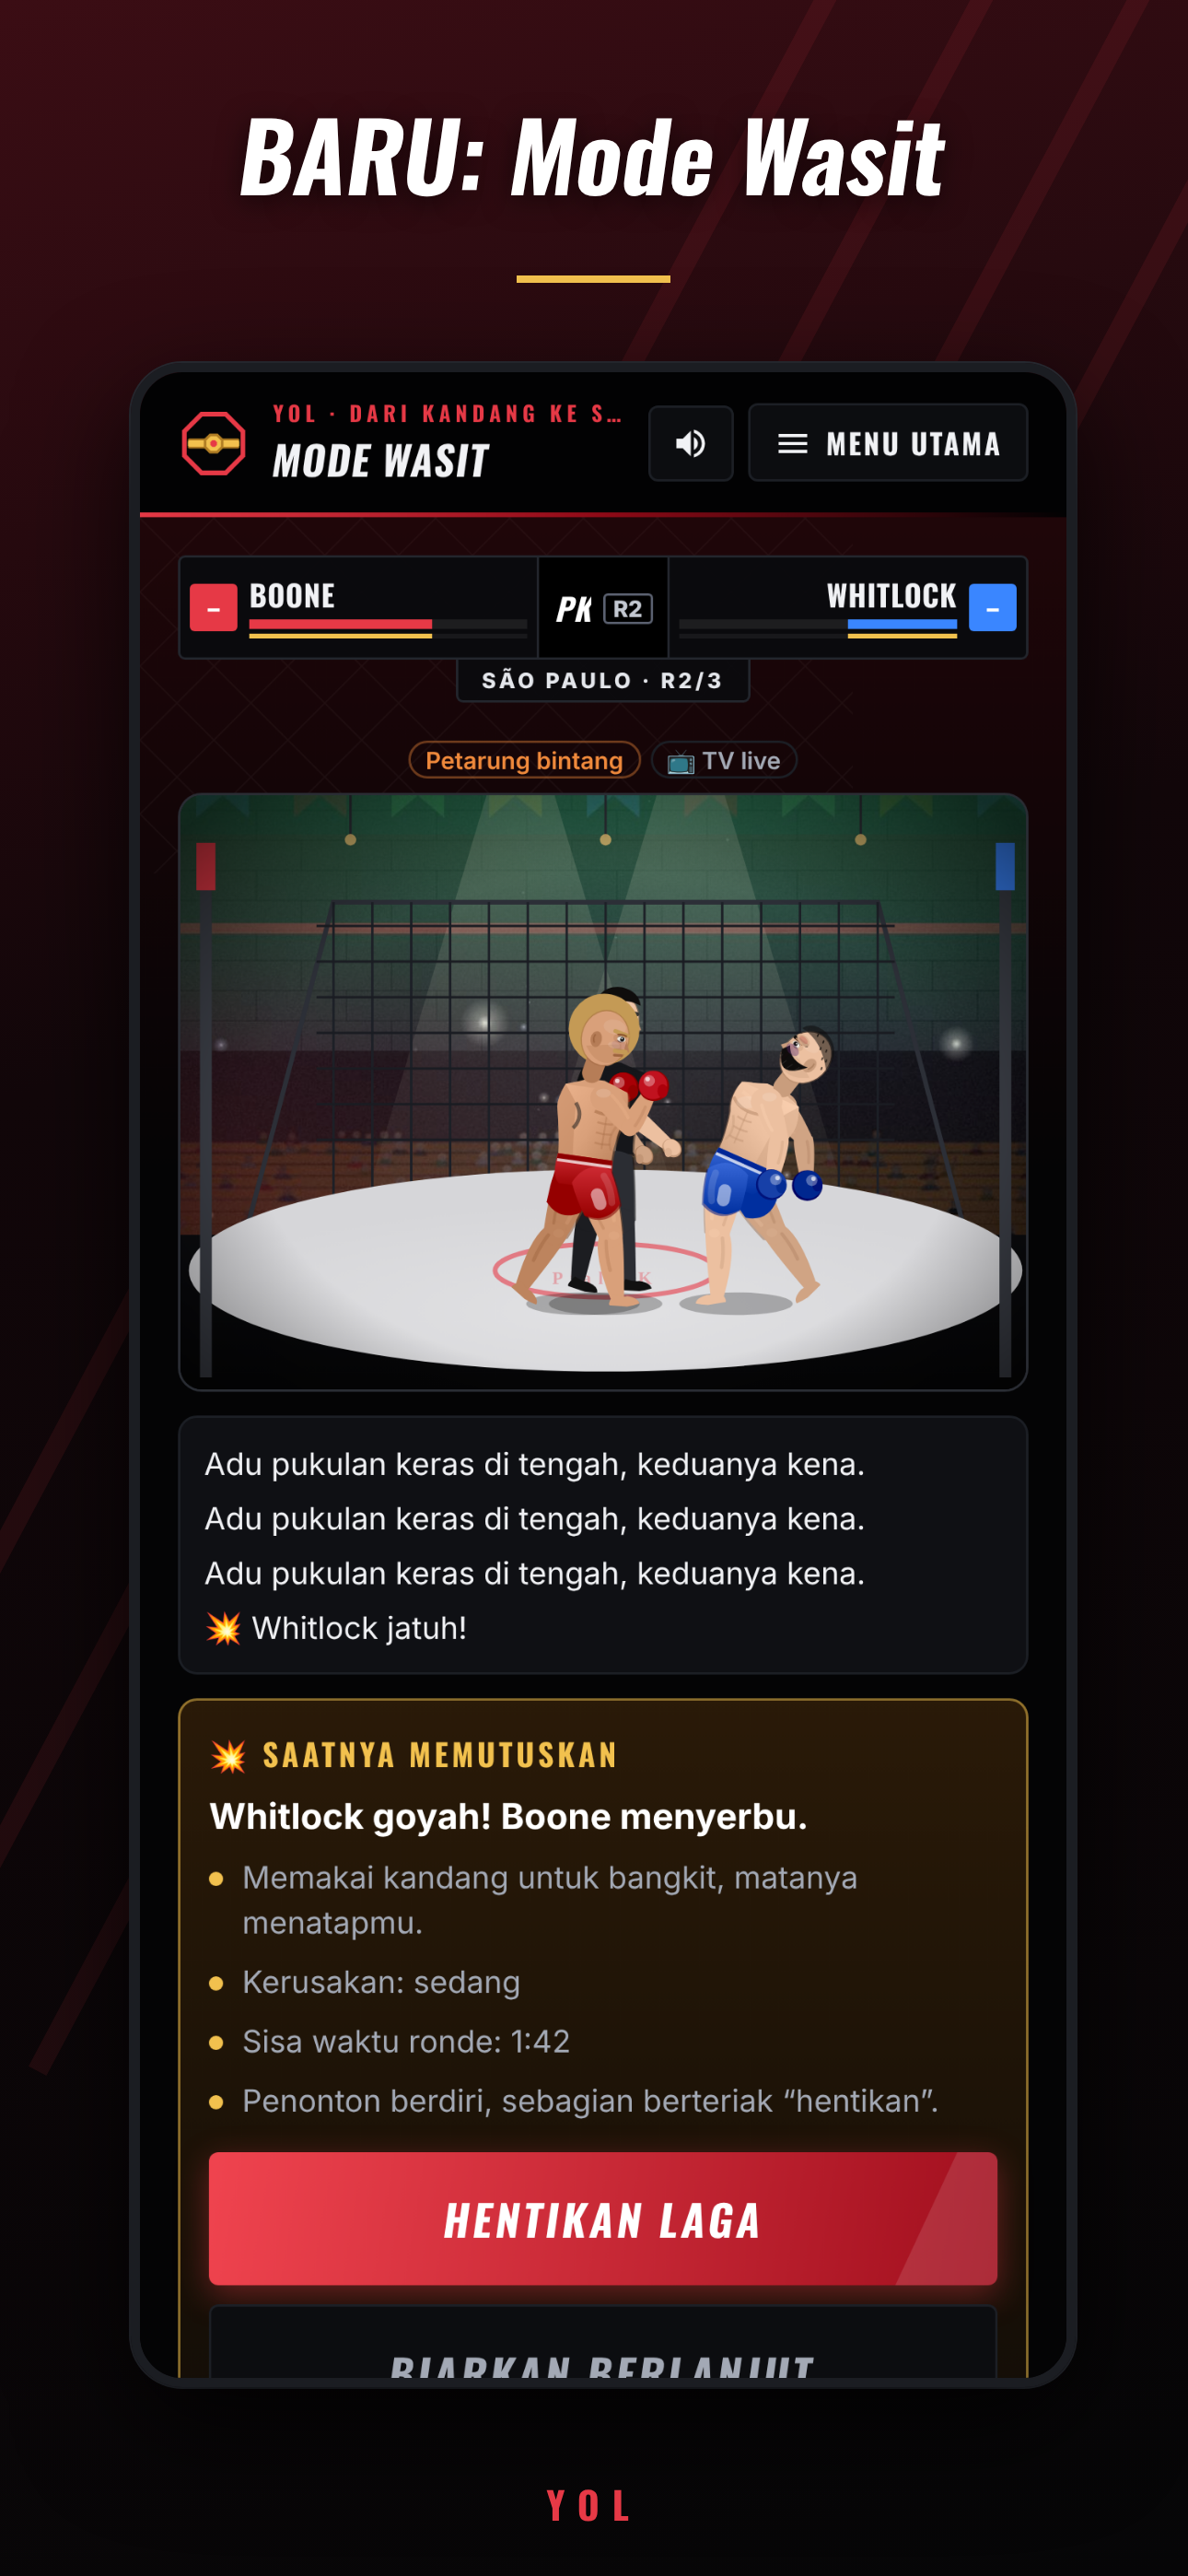 BARU: Mode Wasit
YOL · DARI KANDANG KE S…
MODE WASIT
MENU UTAMA
BOONE
PK R2
WHITLOCK
SÃO PAULO · R2/3
Petarung bintang
📺 TV live
Adu pukulan keras di tengah, keduanya kena.
Adu pukulan keras di tengah, keduanya kena.
Adu pukulan keras di tengah, keduanya kena.
💥 Whitlock jatuh!
💥 SAATNYA MEMUTUSKAN
Whitlock goyah! Boone menyerbu.
Memakai kandang untuk bangkit, matanya
menatapmu.
Kerusakan: sedang
Sisa waktu ronde: 1:42
Penonton berdiri, sebagian berteriak “hentikan”.
HENTIKAN LAGA
BIARKAN BERLANJUT
YOL